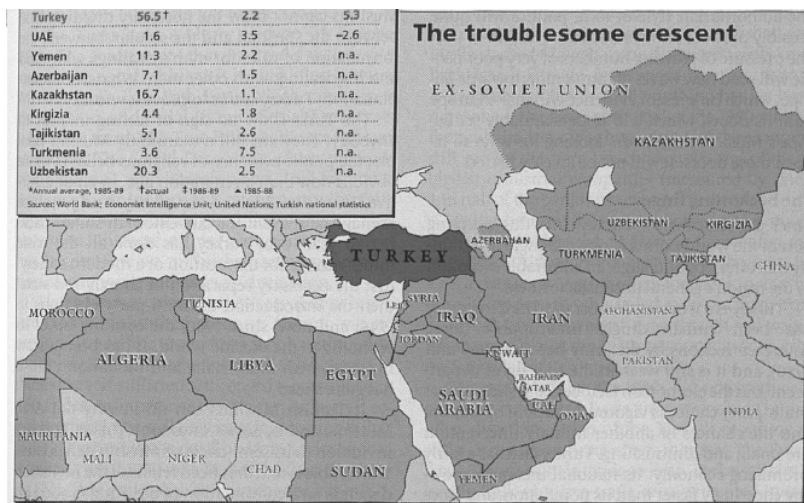 Turkey 56.5† 2.2 5.3
UAE 1.6 3.5 –2.6
Yemen 11.3 2.2 n.a.
Azerbaijan 7.1 1.5 n.a.
Kazakhstan 16.7 1.1 n.a.
Kirgizia 4.4 1.8 n.a.
Tajikistan 5.1 2.6 n.a.
Turkmenia 3.6 7.5 n.a.
Uzbekistan 20.3 2.5 n.a.
*Annual average, 1985-89 †actual ‡1986-89 ▲1985-88
Sources: World Bank; Economist Intelligence Unit; United Nations; Turkish national statistics
The troublesome crescent
EX-SOVIET UNION
KAZAKHSTAN
UZBEKISTAN
KIRGIZIA
AZERBAIJAN
TURKEY
TURKMENIA
TAJIKISTAN
CHINA
TUNISIA
MOROCCO
SYRIA
LEB
IRAQ
IRAN
AFGHANISTAN
JORDAN
ALGERIA
LIBYA
EGYPT
KUWAIT
PAKISTAN
BAHRAIN
QATAR
SAUDI
ARABIA
UAE
OMAN
INDIA
MAURITANIA
MALI
NIGER
CHAD
SUDAN
YEMEN